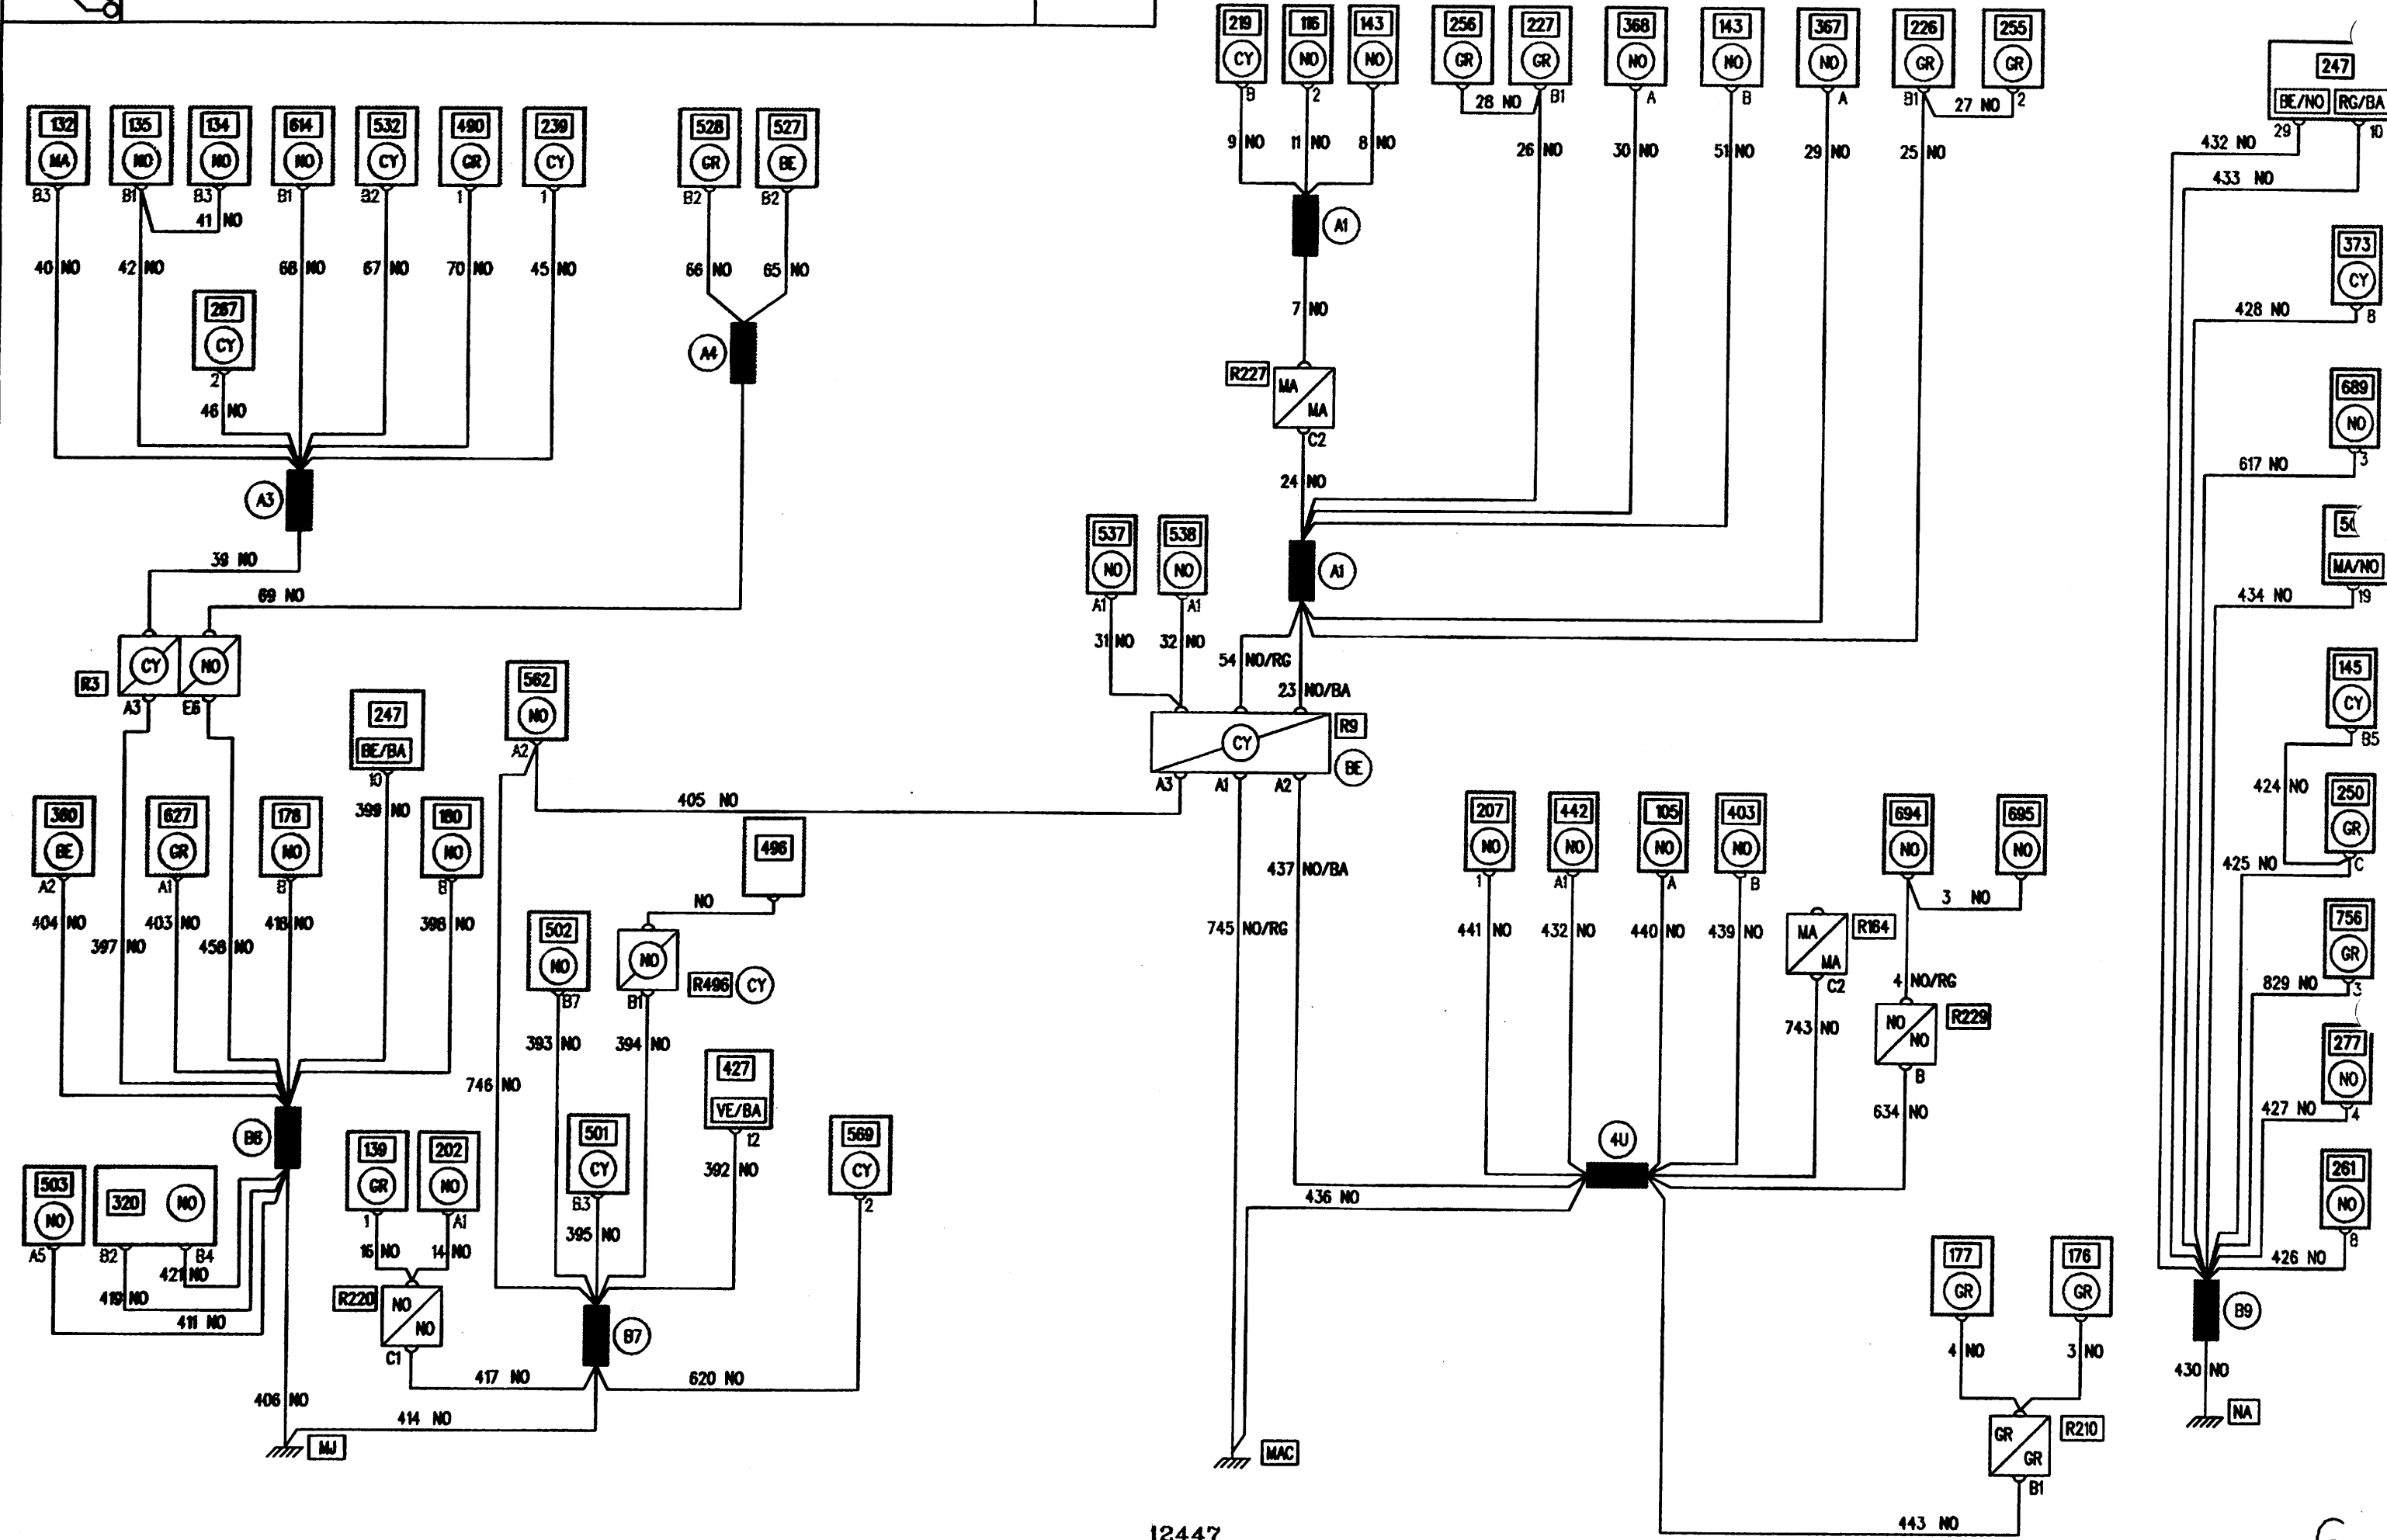 219 116 143 256 227 368 143 367 226 255
CY NO NO GR GR NO NO NO GR GR
B 2 28 NO B1 A B A B1 27 NO 2
247
BE/NO RG/BA
29 10
432 NO
433 NO
132 135 134 614 532 490 239 528 527
MA NO NO NO CY GR CY GR BE
B3 B1 B3 B1 B2 1 1 B2 B2
9 NO 11 NO 8 NO 26 NO 30 NO 51 NO 29 NO 25 NO
41 NO
A1
40 NO 42 NO 68 NO 67 NO 70 NO 45 NO 66 NO 65 NO
373
CY
8
428 NO
267
CY
2
46 NO
7 NO
A4
R227
MA
MA
C2
689
NO
3
617 NO
24 NO
A3
39 NO
69 NO
537 538
NO NO
A1 A1
A1
MA/NO
19
434 NO
31 NO 32 NO 54 NO/RG 23 NO/BA
R3
CY NO
A3 E6
562
NO
A2
R9
CY
BE
A3 A1 A2
145
CY
B5
424 NO
247
BE/BA
10
399 NO
405 NO
360 627 178 180
BE GR NO NO
A2 A1 B B
404 NO 397 NO 403 NO 458 NO 418 NO 398 NO
496
NO
437 NO/BA
745 NO/RG
207 442 105 403 694 695
NO NO NO NO NO NO
1 A1 A B
3 NO
250
GR
C
425 NO
441 NO 432 NO 440 NO 439 NO
MA
MA
R164
C2
743 NO
4 NO/RG
NO
NO
R229
B
634 NO
756
GR
3
829 NO
502
NO
B7
NO
B1
R496 CY
393 NO 394 NO
746 NO
427
VE/BA
12
392 NO
277
NO
4
427 NO
B6
139 202
GR NO
1 A1
501
CY
B3
395 NO
569
CY
2
4U
436 NO
261
NO
8
426 NO
503
NO
A5
320 NO
B2 B4
421 NO
419 NO
411 NO
16 NO 14 NO
R220
NO
NO
C1
417 NO
B7
620 NO
406 NO
414 NO
MJ
MAC
177 176
GR GR
4 NO 3 NO
GR
GR
R210
B1
443 NO
B9
430 NO
NA
12447